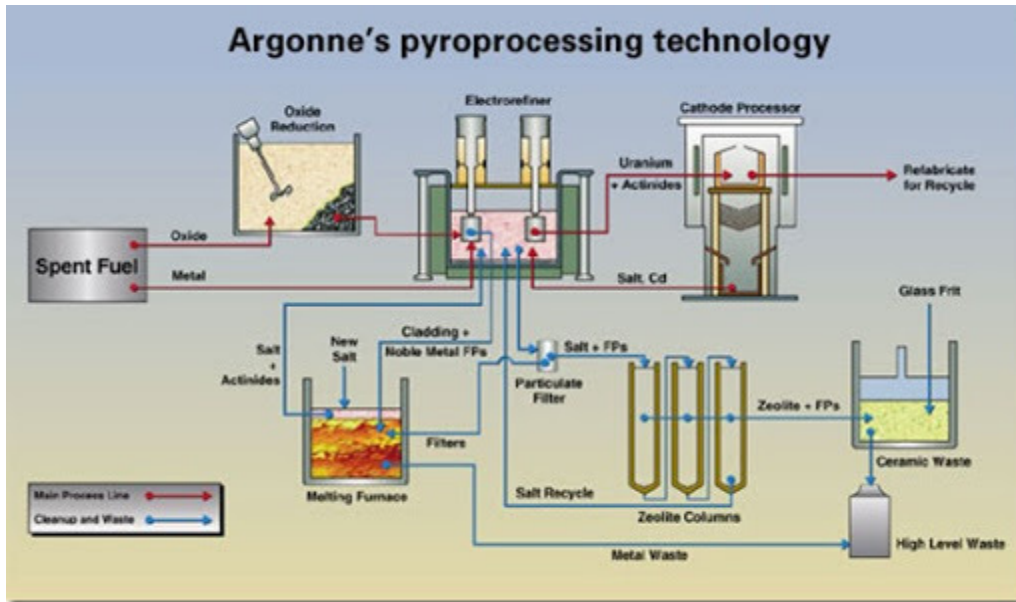 Argonne's pyroprocessing technology
Electrorefiner
Oxide
Reduction
Cathode Processor
Uranium
+ Actinides
Relabricate
for Recycle
Oxide
Spent Fuel
Metal
Salt, Cd
Glass Frit
Cladding +
Noble Metal FPs
New
Salt
Salt
+
Actinides
Salt + FPs
Particulate
Filter
Zeolite + FPs
Filters
Ceramic Waste
Melting Furnace
Salt Recycle
Zeolite Columns
Main Process Line
Cleanup and Waste
High Level Waste
Metal Waste